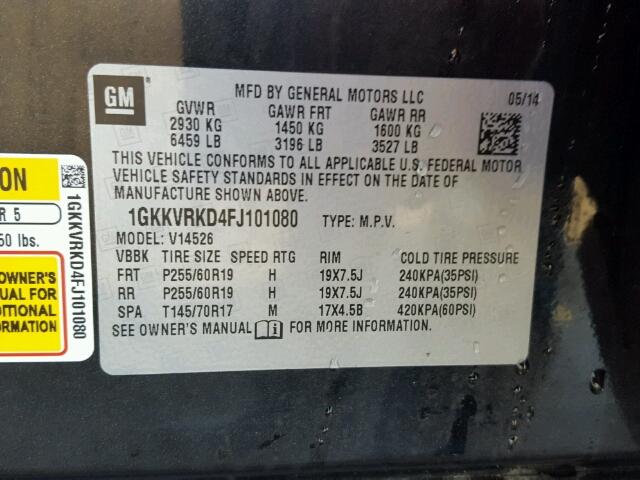 GM
MFD BY GENERAL MOTORS LLC 05/14
GVWR GAWR FRT GAWR RR
2930 KG 1450 KG 1600 KG
6459 LB 3196 LB 3527 LB
THIS VEHICLE CONFORMS TO ALL APPLICABLE U.S. FEDERAL MOTOR
VEHICLE SAFETY STANDARDS IN EFFECT ON THE DATE OF
MANUFACTURE SHOWN ABOVE.
1GKKVRKD4FJ101080 TYPE: M.P.V.
MODEL: V14526
VBBK TIRE SIZE SPEED RTG RIM COLD TIRE PRESSURE
FRT P255/60R19 H 19X7.5J 240KPA(35PSI)
RR P255/60R19 H 19X7.5J 240KPA(35PSI)
SPA T145/70R17 M 17X4.5B 420KPA(60PSI)
SEE OWNER'S MANUAL FOR MORE INFORMATION.
ON
R 5
50 lbs.
OWNER'S
UAL FOR
DITIONAL
RMATION
1GKKVRKD4FJ101080